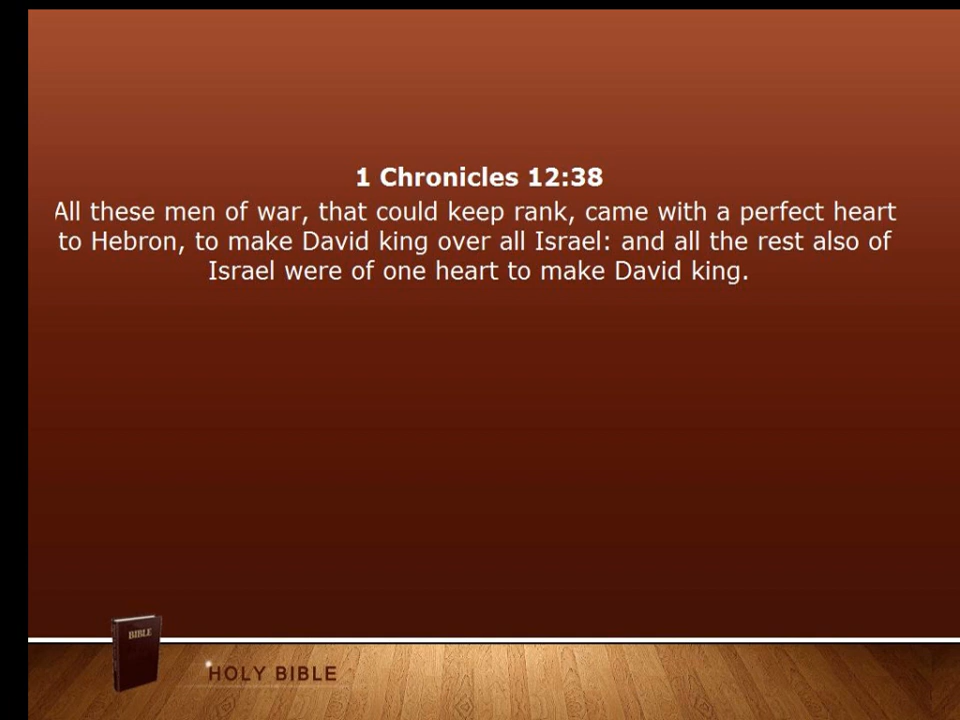 1 Chronicles 12:38
All these men of war, that could keep rank, came with a perfect heart
to Hebron, to make David king over all Israel: and all the rest also of
Israel were of one heart to make David king.
BIBLE
HOLY BIBLE